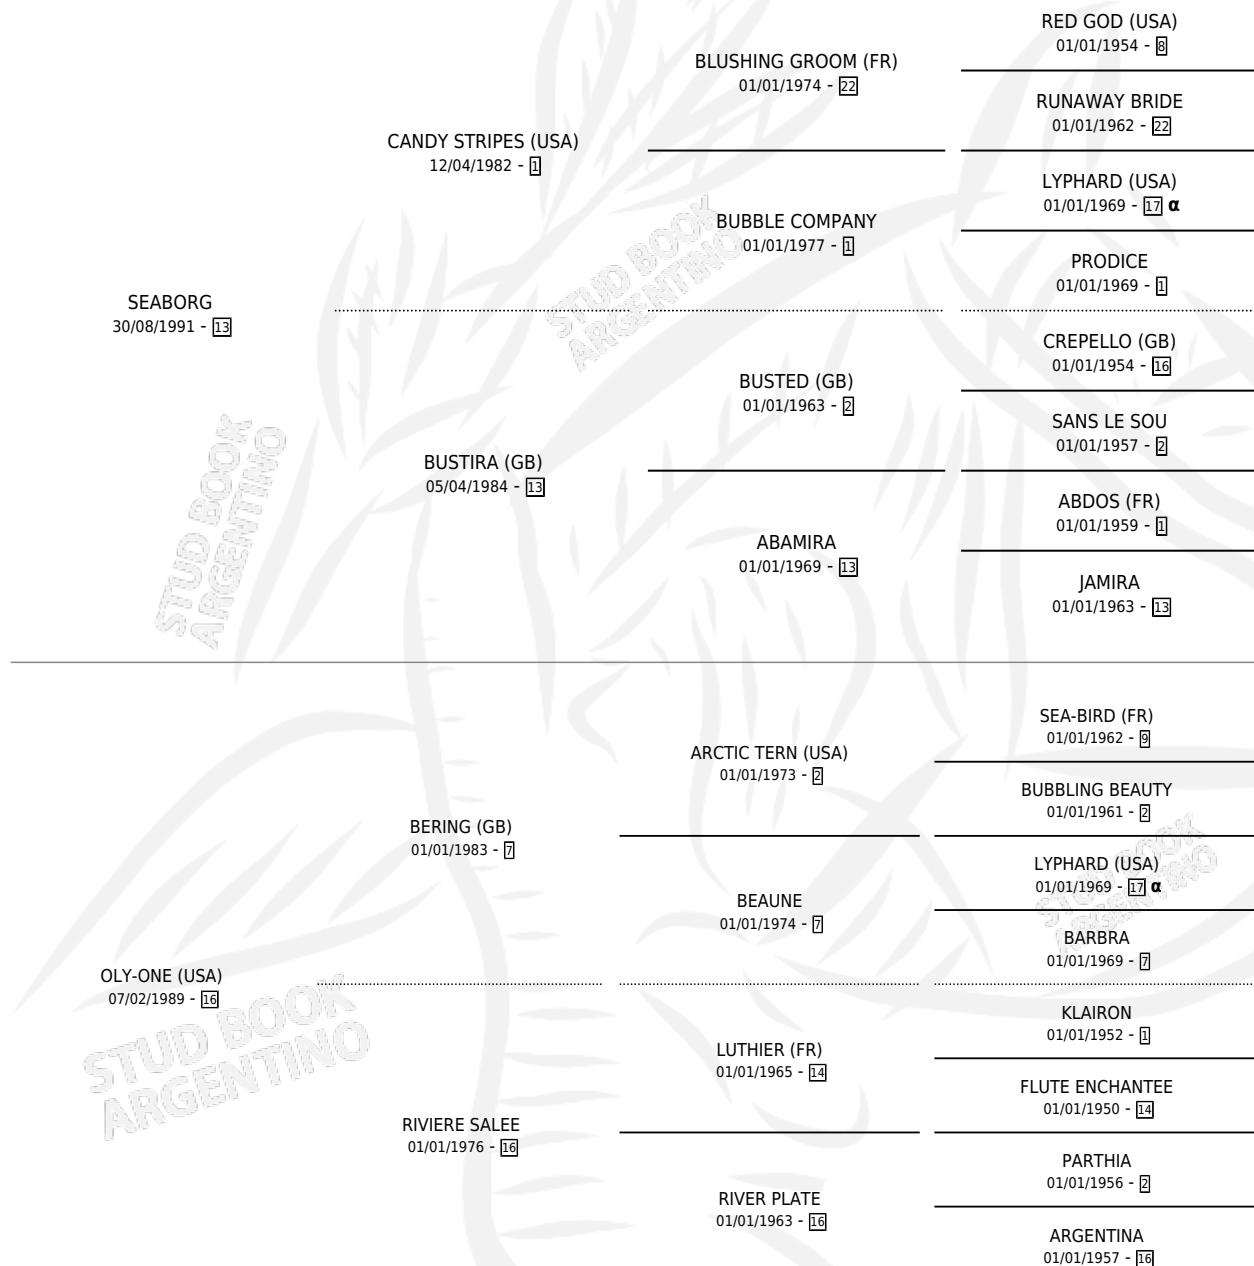 RED GOD (USA)
01/01/1954 - 8
BLUSHING GROOM (FR)
01/01/1974 - 22
RUNAWAY BRIDE
01/01/1962 - 22
CANDY STRIPES (USA)
12/04/1982 - 1
LYPHARD (USA)
01/01/1969 - 17 α
BUBBLE COMPANY
01/01/1977 - 1
PRODICE
01/01/1969 - 1
STUD BOOK
ARGENTINO
SEABORG
30/08/1991 - 13
CREPELLO (GB)
01/01/1954 - 16
BUSTED (GB)
01/01/1963 - 2
SANS LE SOU
01/01/1957 - 2
BUSTIRA (GB)
05/04/1984 - 13
ABDOS (FR)
01/01/1959 - 1
ABAMIRA
01/01/1969 - 13
JAMIRA
01/01/1963 - 13
STUD BOOK
ARGENTINO
SEA-BIRD (FR)
01/01/1962 - 9
ARCTIC TERN (USA)
01/01/1973 - 2
BUBBLING BEAUTY
01/01/1961 - 2
BERING (GB)
01/01/1983 - 7
LYPHARD (USA)
01/01/1969 - 17 α
BEAUNE
01/01/1974 - 7
BARBRA
01/01/1969 - 7
STUD BOOK
ARGENTINO
OLY-ONE (USA)
07/02/1989 - 16
KLAIRON
01/01/1952 - 1
LUTHIER (FR)
01/01/1965 - 14
FLUTE ENCHANTEE
01/01/1950 - 14
STUD BOOK
ARGENTINO
RIVIERE SALEE
01/01/1976 - 16
PARTHIA
01/01/1956 - 2
RIVER PLATE
01/01/1963 - 16
ARGENTINA
01/01/1957 - 16